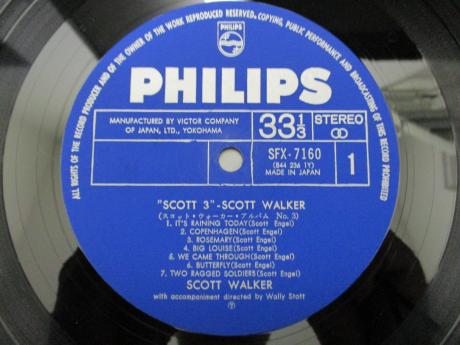 ALL RIGHTS OF THE RECORD PRODUCER AND OF THE OWNER OF THE WORK REPRODUCED RESERVED. COPYING, PUBLIC PERFORMANCE AND BROADCASTING OF THIS RECORD PROHIBITED
PHILIPS
PHILIPS
MANUFACTURED BY VICTOR COMPANY
OF JAPAN, LTD., YOKOHAMA
33 1/3
STEREO
SFX-7160
(844 236 1Y)
MADE IN JAPAN
1
"SCOTT 3"-SCOTT WALKER
(スコット・ウォーカー・アルバム No. 3)
1. IT'S RAINING TODAY(Scott Engel)
2. COPENHAGEN(Scott Engel)
3. ROSEMARY(Scott Engel)
4. BIG LOUISE(Scott Engel)
5. WE CAME THROUGH(Scott Engel)
6. BUTTERFLY(Scott Engel)
7. TWO RAGGED SOLDIERS(Scott Engel)
SCOTT WALKER
with accompaniment directed by Wally Stott
Ⓟ